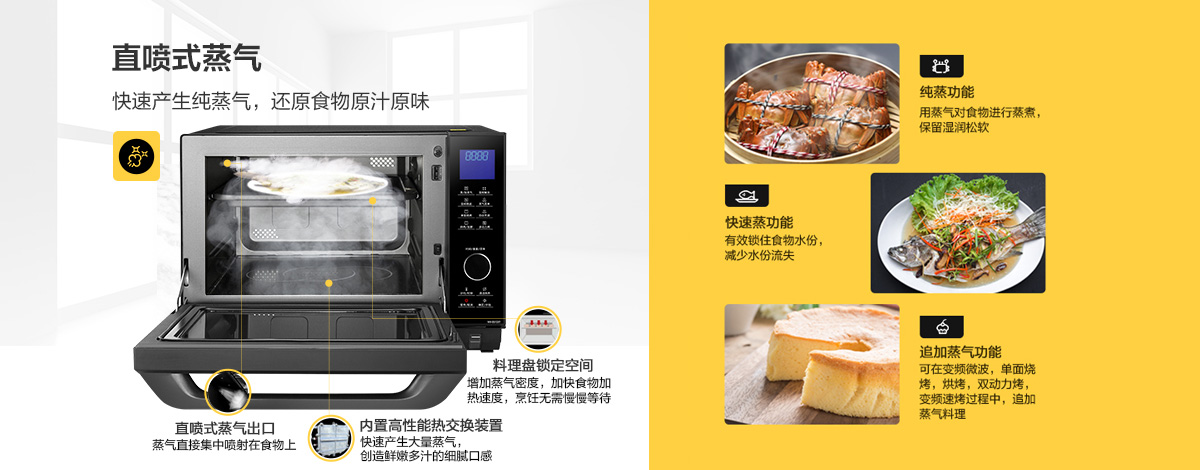 直喷式蒸气
快速产生纯蒸气，还原食物原汁原味
8888
料理盘锁定空间
增加蒸气密度，加快食物加
热速度，烹饪无需慢慢等待
直喷式蒸气出口
蒸气直接集中喷射在食物上
内置高性能热交换装置
快速产生大量蒸气，
创造鲜嫩多汁的细腻口感
纯蒸功能
用蒸气对食物进行蒸煮，
保留湿润松软
快速蒸功能
有效锁住食物水份，
减少水份流失
追加蒸气功能
可在变频微波，单面烧
烤，烘烤，双动力烤，
变频速烤过程中，追加
蒸气料理